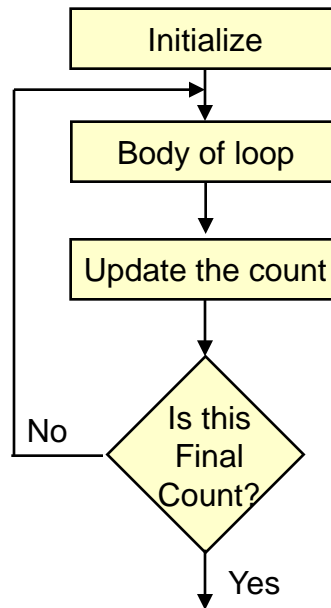 Initialize
Body of loop
Update the count
Is this
Final
Count?
No
Yes